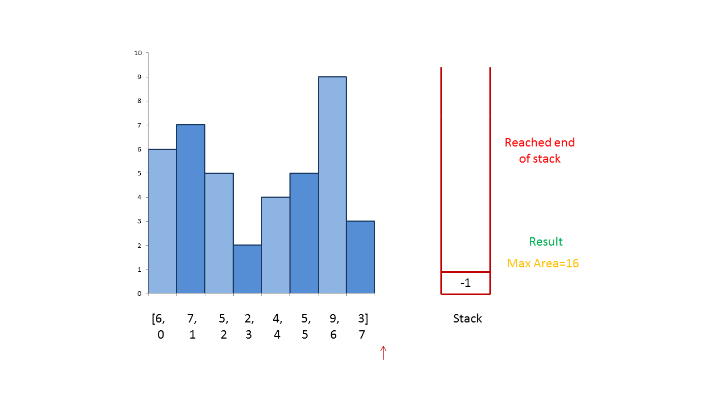 10
9
8
7
6
5
4
3
2
1
0
[6, 7, 5, 2, 4, 5, 9, 3]
0 1 2 3 4 5 6 7
-1
Stack
Reached end
of stack
Result
Max Area=16